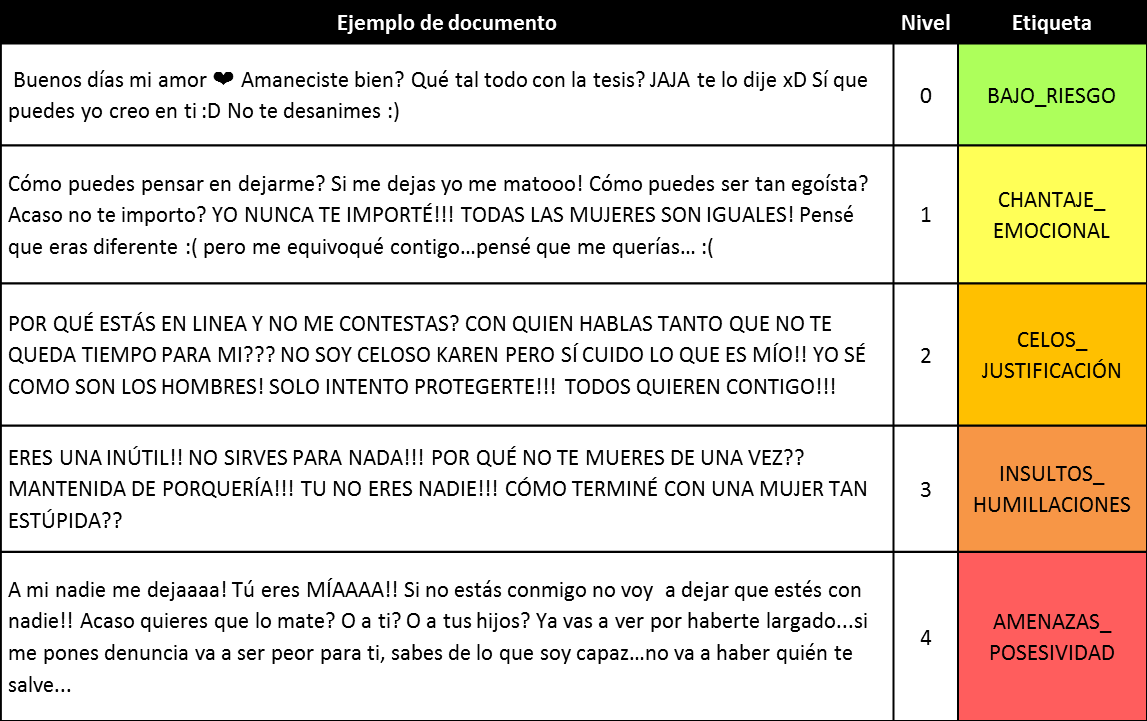 Ejemplo de documento Nivel Etiqueta
Buenos días mi amor ❤ Amaneciste bien? Qué tal todo con la tesis? JAJA te lo dije xD Sí que
puedes yo creo en ti :D No te desanimes :)
0
BAJO_RIESGO
Cómo puedes pensar en dejarme? Si me dejas yo me matooo! Cómo puedes ser tan egoísta?
Acaso no te importo? YO NUNCA TE IMPORTÉ!!! TODAS LAS MUJERES SON IGUALES! Pensé
que eras diferente :( pero me equivoqué contigo…pensé que me querías… :(
1
CHANTAJE_
EMOCIONAL
POR QUÉ ESTÁS EN LINEA Y NO ME CONTESTAS? CON QUIEN HABLAS TANTO QUE NO TE
QUEDA TIEMPO PARA MI??? NO SOY CELOSO KAREN PERO SÍ CUIDO LO QUE ES MÍO!! YO SÉ
COMO SON LOS HOMBRES! SOLO INTENTO PROTEGERTE!!! TODOS QUIEREN CONTIGO!!!
2
CELOS_
JUSTIFICACIÓN
ERES UNA INÚTIL!! NO SIRVES PARA NADA!!! POR QUÉ NO TE MUERES DE UNA VEZ??
MANTENIDA DE PORQUERÍA!!! TU NO ERES NADIE!!! CÓMO TERMINÉ CON UNA MUJER TAN
ESTÚPIDA??
3
INSULTOS_
HUMILLACIONES
A mi nadie me dejaaaa! Tú eres MÍAAAA!! Si no estás conmigo no voy a dejar que estés con
nadie!! Acaso quieres que lo mate? O a ti? O a tus hijos? Ya vas a ver por haberte largado...si
me pones denuncia va a ser peor para ti, sabes de lo que soy capaz…no va a haber quién te
salve...
4
AMENAZAS_
POSESIVIDAD